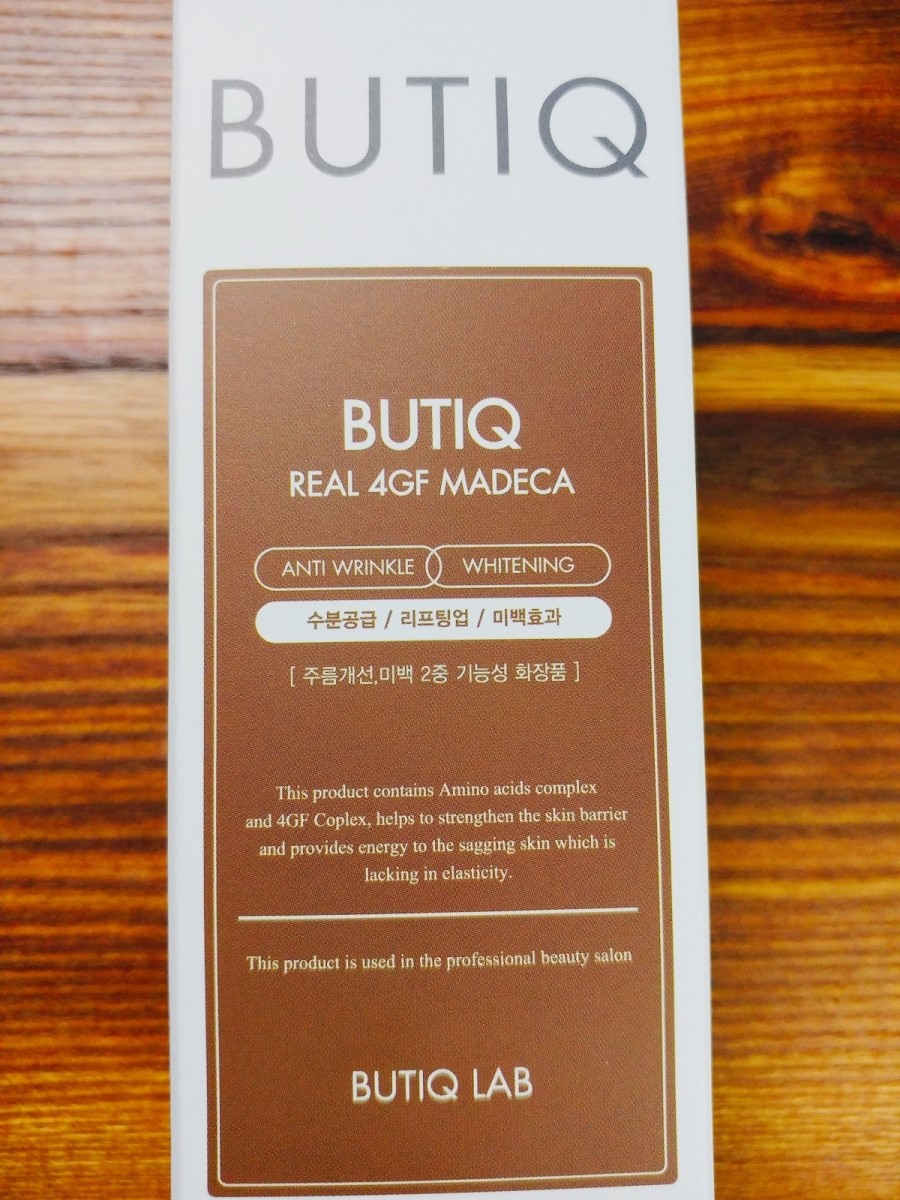 BUTIQ
BUTIQ
REAL 4GF MADECA
ANTI WRINKLE WHITENING
수분공급 / 리프팅업 / 미백효과
[ 주름개선,미백 2중 기능성 화장품 ]
This product contains Amino acids complex
and 4GF Coplex, helps to strengthen the skin barrier
and provides energy to the sagging skin which is
lacking in elasticity.
This product is used in the professional beauty salon
BUTIQ LAB